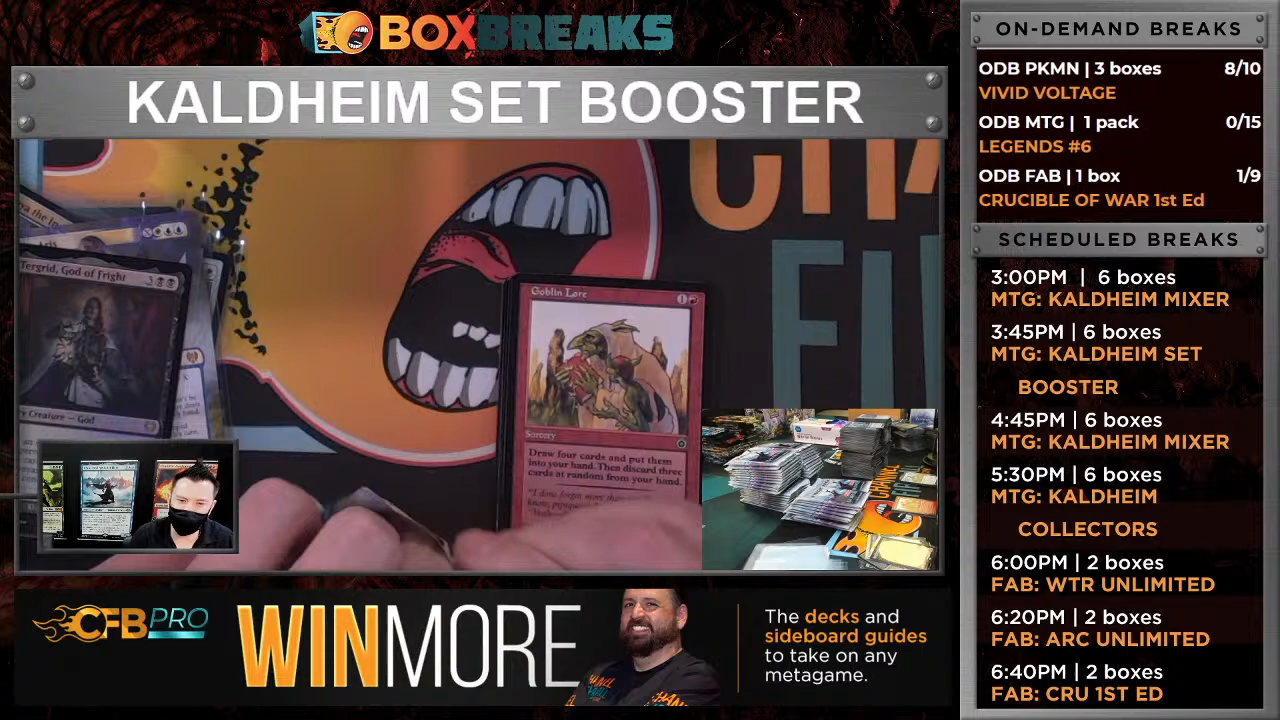 BOXBREAKS
KALDHEIM SET BOOSTER
Tergrid, God of Fright
Creature — God
Goblin Lore
Sorcery
Draw four cards and put them
into your hand. Then discard three
cards at random from your hand.
CFB PRO
WINMORE
The decks and
sideboard guides
to take on any
metagame.
ON-DEMAND BREAKS
ODB PKMN | 3 boxes 8/10
VIVID VOLTAGE
ODB MTG | 1 pack 0/15
LEGENDS #6
ODB FAB | 1 box 1/9
CRUCIBLE OF WAR 1st Ed
SCHEDULED BREAKS
3:00PM | 6 boxes
MTG: KALDHEIM MIXER
3:45PM | 6 boxes
MTG: KALDHEIM SET
BOOSTER
4:45PM | 6 boxes
MTG: KALDHEIM MIXER
5:30PM | 6 boxes
MTG: KALDHEIM
COLLECTORS
6:00PM | 2 boxes
FAB: WTR UNLIMITED
6:20PM | 2 boxes
FAB: ARC UNLIMITED
6:40PM | 2 boxes
FAB: CRU 1ST ED